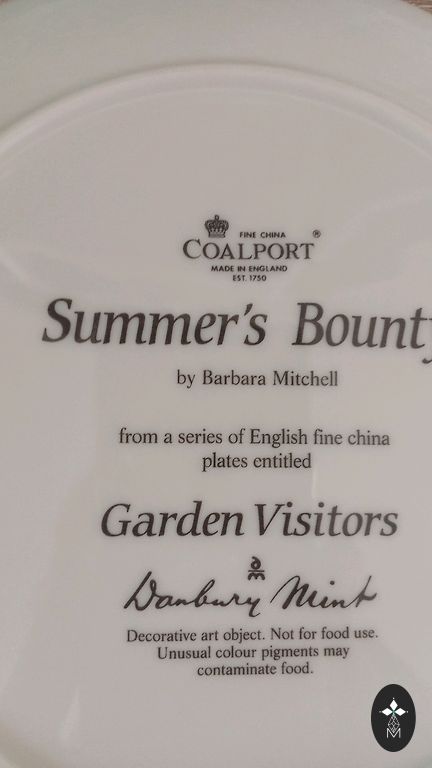 FINE CHINA ®
COALPORT
MADE IN ENGLAND
EST. 1750
Summer's Bounty
by Barbara Mitchell
from a series of English fine china
plates entitled
Garden Visitors
Danbury Mint
Decorative art object. Not for food use.
Unusual colour pigments may
contaminate food.